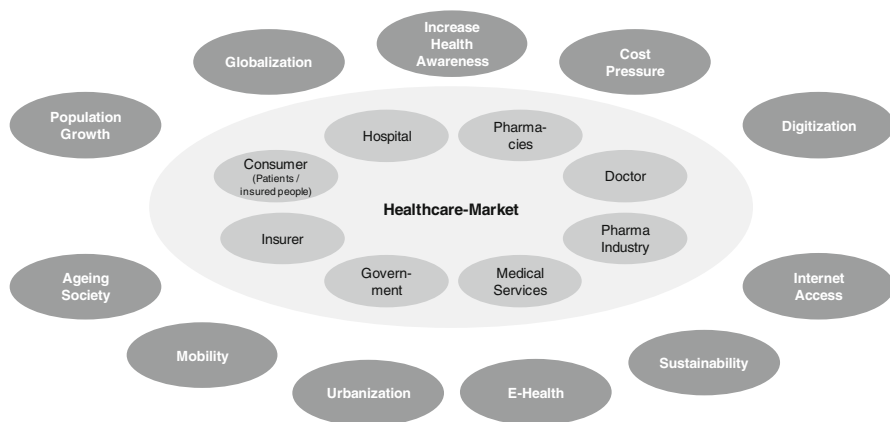 Increase
Health
Awareness
Globalization
Cost
Pressure
Population
Growth
Digitization
Hospital
Pharma-
cies
Consumer
(Patients /
insured people)
Doctor
Healthcare-Market
Insurer
Pharma
Industry
Govern-
ment
Medical
Services
Ageing
Society
Internet
Access
Mobility
Sustainability
Urbanization
E-Health